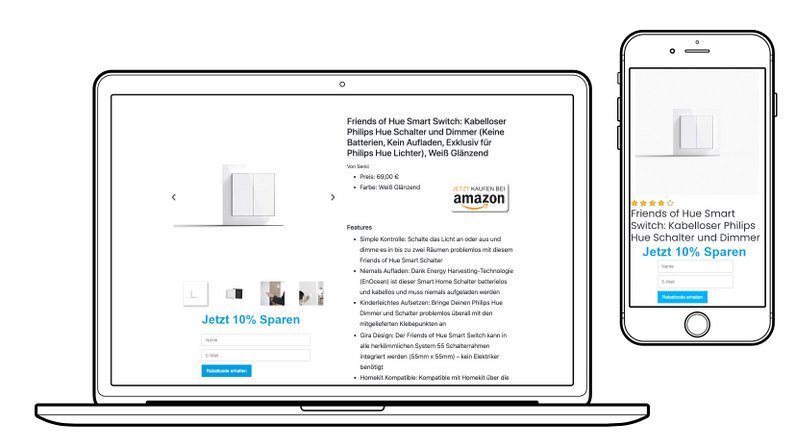 Friends of Hue Smart Switch: Kabelloser
Philips Hue Schalter und Dimmer (Keine
Batterien, Kein Aufladen, Exklusiv für
Philips Hue Lichter), Weiß Glänzend
Von Senic
Preis: 69,00 €
Farbe: Weiß Glänzend
JETZT KAUFEN BEI
amazon
Features
Simple Kontrolle: Schalte das Licht an oder aus und
dimme es in bis zu zwei Räumen problemlos mit diesem
Friends of Hue Smart Schalter
Niemals Aufladen: Dank Energy Harvesting-Technologie
(EnOcean) ist dieser Smart Home Schalter batterielos
und kabellos und muss niemals aufgeladen werden
Kinderleichtes Aufsetzen: Bringe Deinen Philips Hue
Dimmer und Schalter problemlos überall mit den
mitgelieferten Klebepunkten an
Gira Design: Der Friends of Hue Smart Switch kann in
alle herkömmlichen System 55 Schalterrahmen
integriert werden (55mm x 55mm) – kein Elektriker
benötigt
Homekit Kompatible: Kompatible mit Homekit über die
Jetzt 10% Sparen
Name
E-Mail
Rabattcode erhalten
Friends of Hue Smart
Switch: Kabelloser Philips
Hue Schalter und Dimmer
Jetzt 10% Sparen
Name
E-Mail
Rabattcode erhalten